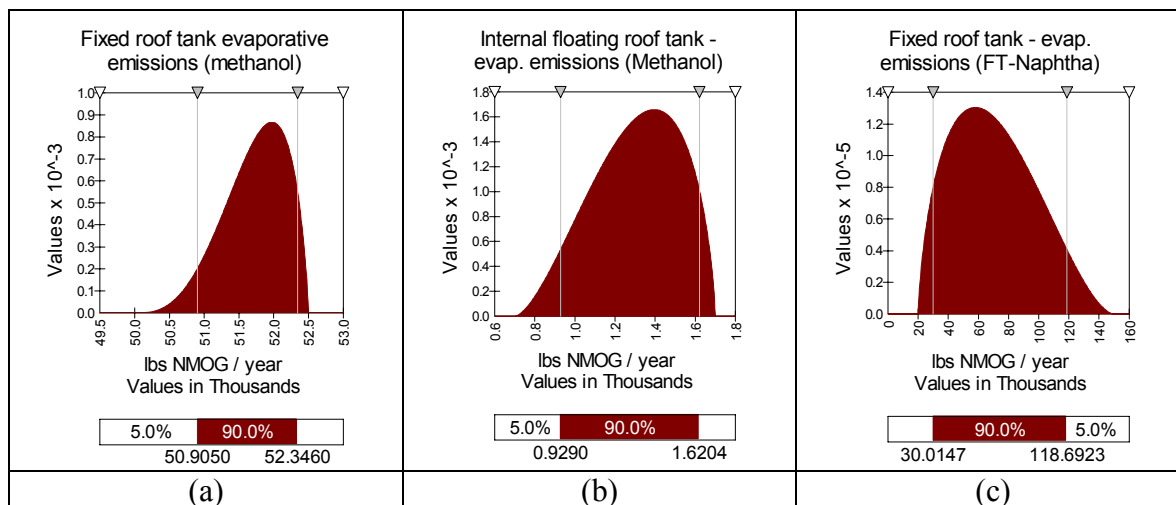 Fixed roof tank evaporative
emissions (methanol)
Values x 10^-3
1.0
0.9
0.8
0.7
0.6
0.5
0.4
0.3
0.2
0.1
0.0
49.5 50.0 50.5 51.0 51.5 52.0 52.5 53.0
lbs NMOG / year
Values in Thousands
5.0% 90.0%
50.9050 52.3460
(a)
Internal floating roof tank -
evap. emissions (Methanol)
Values x 10^-3
1.8
1.6
1.4
1.2
1.0
0.8
0.6
0.4
0.2
0.0
0.6 0.8 1.0 1.2 1.4 1.6 1.8
lbs NMOG / year
Values in Thousands
5.0% 90.0%
0.9290 1.6204
(b)
Fixed roof tank - evap.
emissions (FT-Naphtha)
Values x 10^-5
1.4
1.2
1.0
0.8
0.6
0.4
0.2
0.0
0 20 40 60 80 100 120 140 160
lbs NMOG / year
Values in Thousands
90.0% 5.0%
30.0147 118.6923
(c)